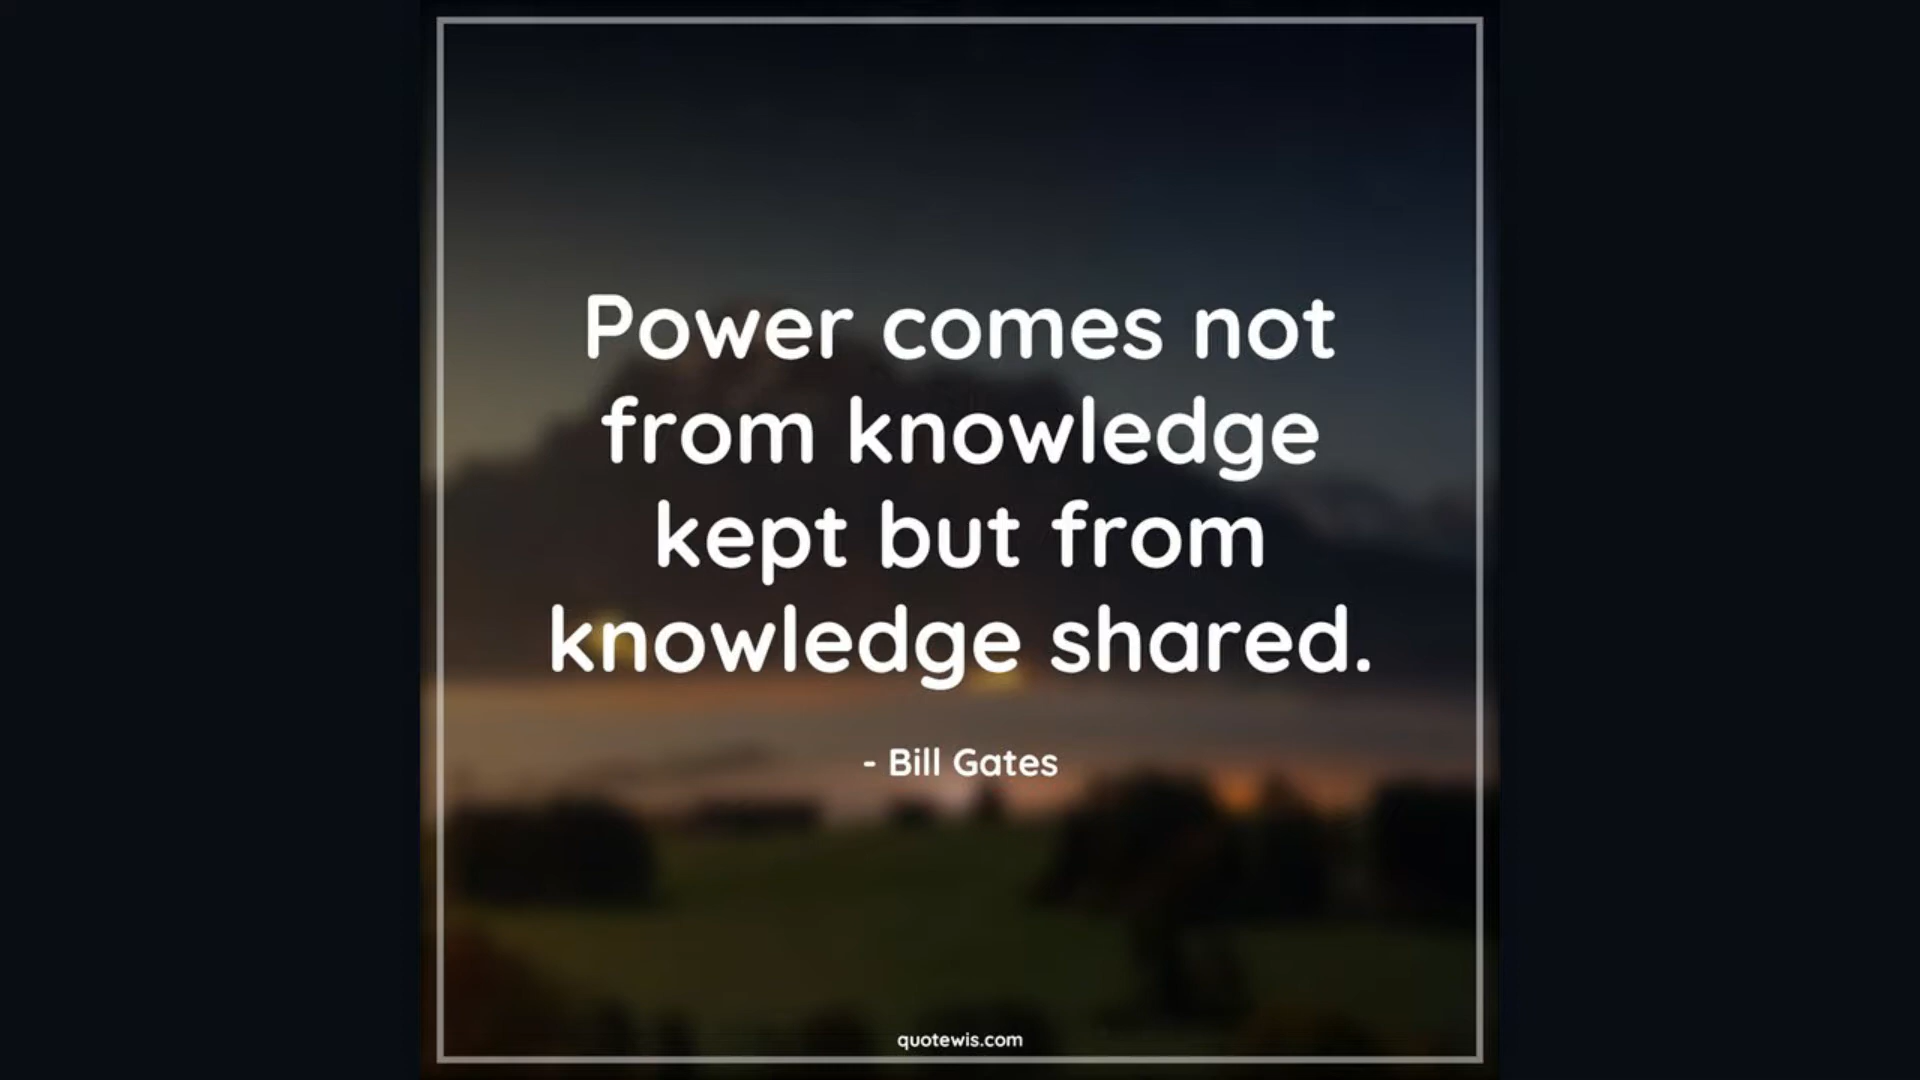 Power comes not
from knowledge
kept but from
knowledge shared.
- Bill Gates
quotewis.com